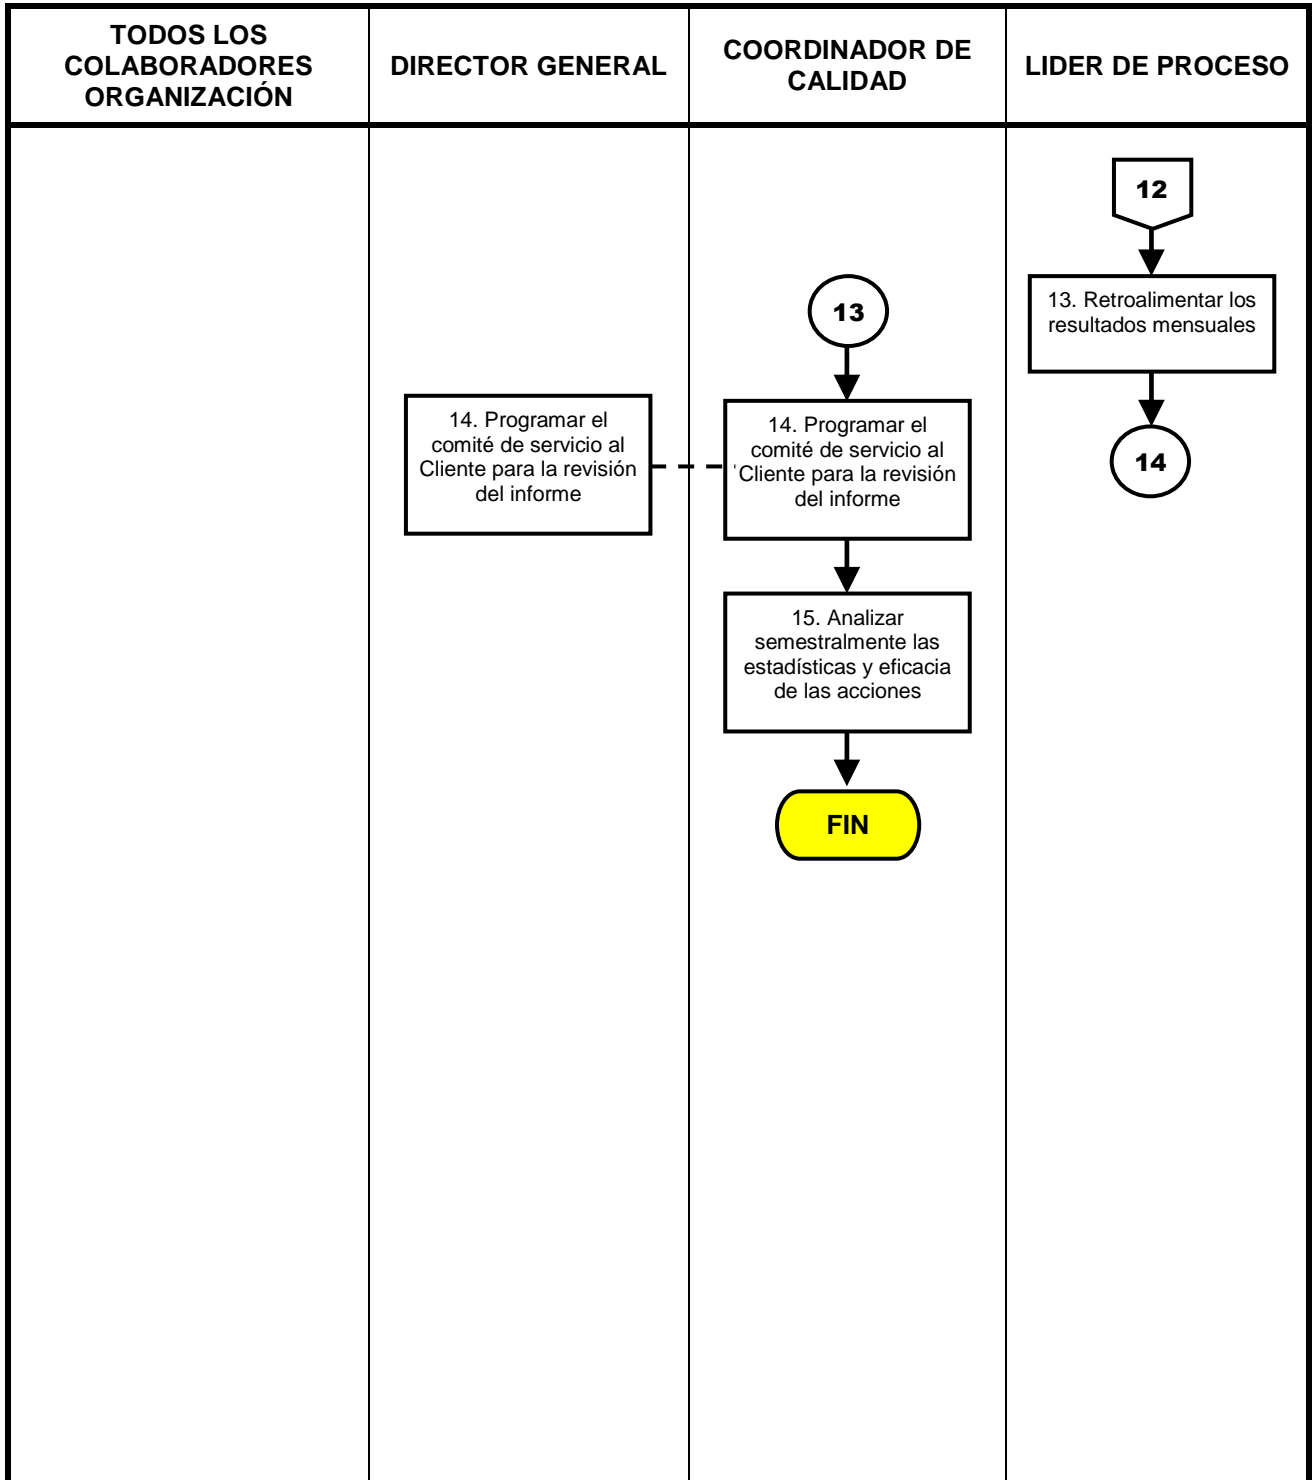 TODOS LOS
COLABORADORES
ORGANIZACIÓN
DIRECTOR GENERAL
COORDINADOR DE
CALIDAD
LIDER DE PROCESO
12
13. Retroalimentar los
resultados mensuales
14
13
14. Programar el
comité de servicio al
Cliente para la revisión
del informe
14. Programar el
comité de servicio al
Cliente para la revisión
del informe
15. Analizar
semestralmente las
estadísticas y eficacia
de las acciones
FIN